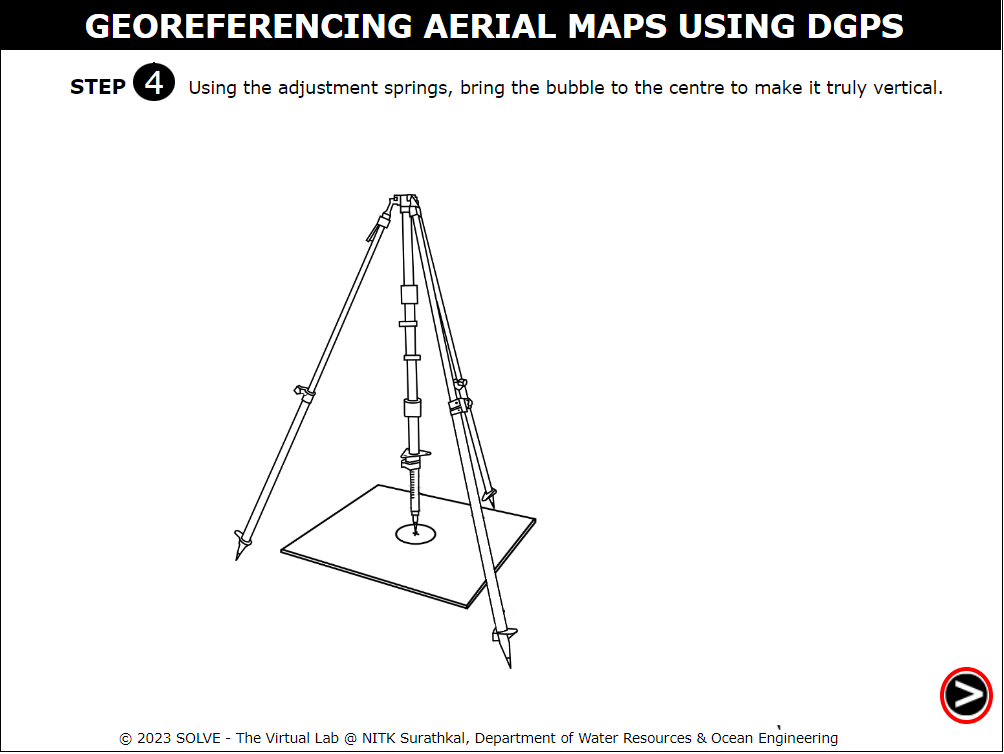 GEOREFERENCING AERIAL MAPS USING DGPS
STEP 4 Using the adjustment springs, bring the bubble to the centre to make it truly vertical.
© 2023 SOLVE - The Virtual Lab @ NITK Surathkal, Department of Water Resources & Ocean Engineering